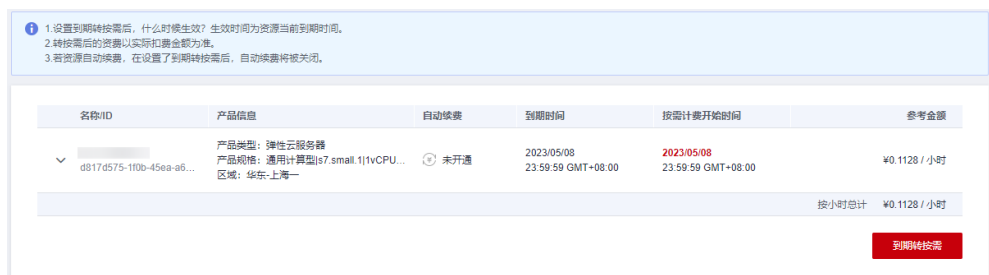 1.设置到期转按需后，什么时候生效？生效时间为资源当前到期时间。
2.转按需后的资费以实际扣费金额为准。
3.若资源自动续费，在设置了到期转按需后，自动续费将被关闭。
名称/ID 产品信息 自动续费 到期时间 按需计费开始时间 参考金额
产品类型：弹性云服务器
d817d575-1f0b-45ea-a6... 产品规格：通用计算型|s7.small.1|1vCPU... 未开通 2023/05/08 2023/05/08 ¥0.1128 / 小时
区域：华东-上海一 23:59:59 GMT+08:00 23:59:59 GMT+08:00
按小时总计 ¥0.1128 / 小时
到期转按需